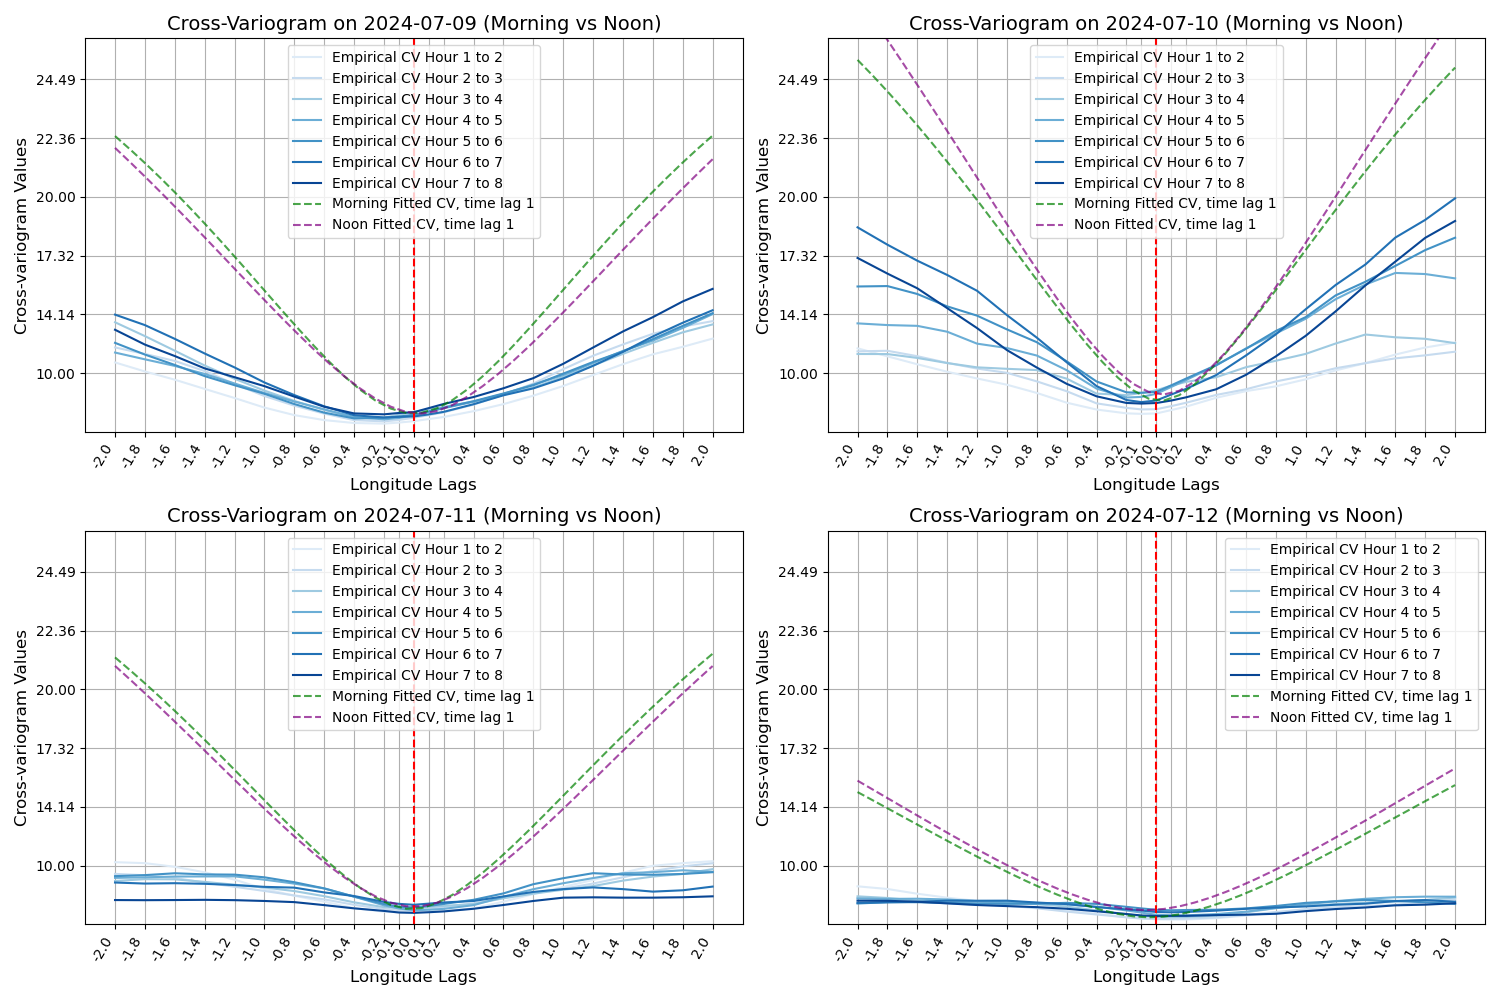 Cross-Variogram on 2024-07-09 (Morning vs Noon)
Cross-variogram Values
24.49
22.36
20.00
17.32
14.14
10.00
Empirical CV Hour 1 to 2
Empirical CV Hour 2 to 3
Empirical CV Hour 3 to 4
Empirical CV Hour 4 to 5
Empirical CV Hour 5 to 6
Empirical CV Hour 6 to 7
Empirical CV Hour 7 to 8
Morning Fitted CV, time lag 1
Noon Fitted CV, time lag 1
-2.0 -1.8 -1.6 -1.4 -1.2 -1.0 -0.8 -0.6 -0.4 -0.2 -0.1 0.0 0.1 0.2 0.4 0.6 0.8 1.0 1.2 1.4 1.6 1.8 2.0
Longitude Lags
Cross-Variogram on 2024-07-10 (Morning vs Noon)
Cross-variogram Values
24.49
22.36
20.00
17.32
14.14
10.00
Empirical CV Hour 1 to 2
Empirical CV Hour 2 to 3
Empirical CV Hour 3 to 4
Empirical CV Hour 4 to 5
Empirical CV Hour 5 to 6
Empirical CV Hour 6 to 7
Empirical CV Hour 7 to 8
Morning Fitted CV, time lag 1
Noon Fitted CV, time lag 1
-2.0 -1.8 -1.6 -1.4 -1.2 -1.0 -0.8 -0.6 -0.4 -0.2 -0.1 0.0 0.1 0.2 0.4 0.6 0.8 1.0 1.2 1.4 1.6 1.8 2.0
Longitude Lags
Cross-Variogram on 2024-07-11 (Morning vs Noon)
Cross-variogram Values
24.49
22.36
20.00
17.32
14.14
10.00
Empirical CV Hour 1 to 2
Empirical CV Hour 2 to 3
Empirical CV Hour 3 to 4
Empirical CV Hour 4 to 5
Empirical CV Hour 5 to 6
Empirical CV Hour 6 to 7
Empirical CV Hour 7 to 8
Morning Fitted CV, time lag 1
Noon Fitted CV, time lag 1
-2.0 -1.8 -1.6 -1.4 -1.2 -1.0 -0.8 -0.6 -0.4 -0.2 -0.1 0.0 0.1 0.2 0.4 0.6 0.8 1.0 1.2 1.4 1.6 1.8 2.0
Longitude Lags
Cross-Variogram on 2024-07-12 (Morning vs Noon)
Cross-variogram Values
24.49
22.36
20.00
17.32
14.14
10.00
Empirical CV Hour 1 to 2
Empirical CV Hour 2 to 3
Empirical CV Hour 3 to 4
Empirical CV Hour 4 to 5
Empirical CV Hour 5 to 6
Empirical CV Hour 6 to 7
Empirical CV Hour 7 to 8
Morning Fitted CV, time lag 1
Noon Fitted CV, time lag 1
-2.0 -1.8 -1.6 -1.4 -1.2 -1.0 -0.8 -0.6 -0.4 -0.2 -0.1 0.0 0.1 0.2 0.4 0.6 0.8 1.0 1.2 1.4 1.6 1.8 2.0
Longitude Lags